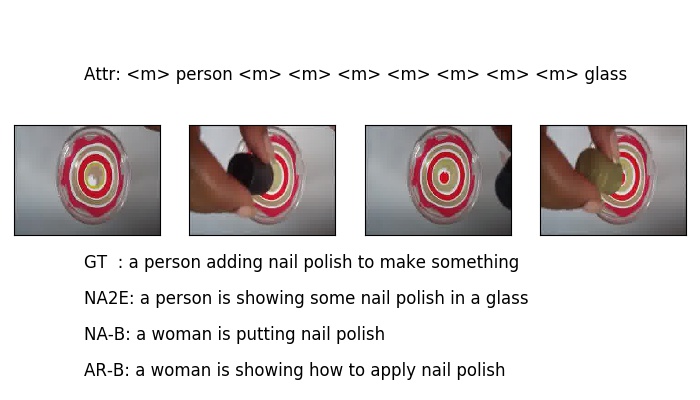 Attr: <m> person <m> <m> <m> <m> <m> <m> <m> glass
GT : a person adding nail polish to make something
NA2E: a person is showing some nail polish in a glass
NA-B: a woman is putting nail polish
AR-B: a woman is showing how to apply nail polish